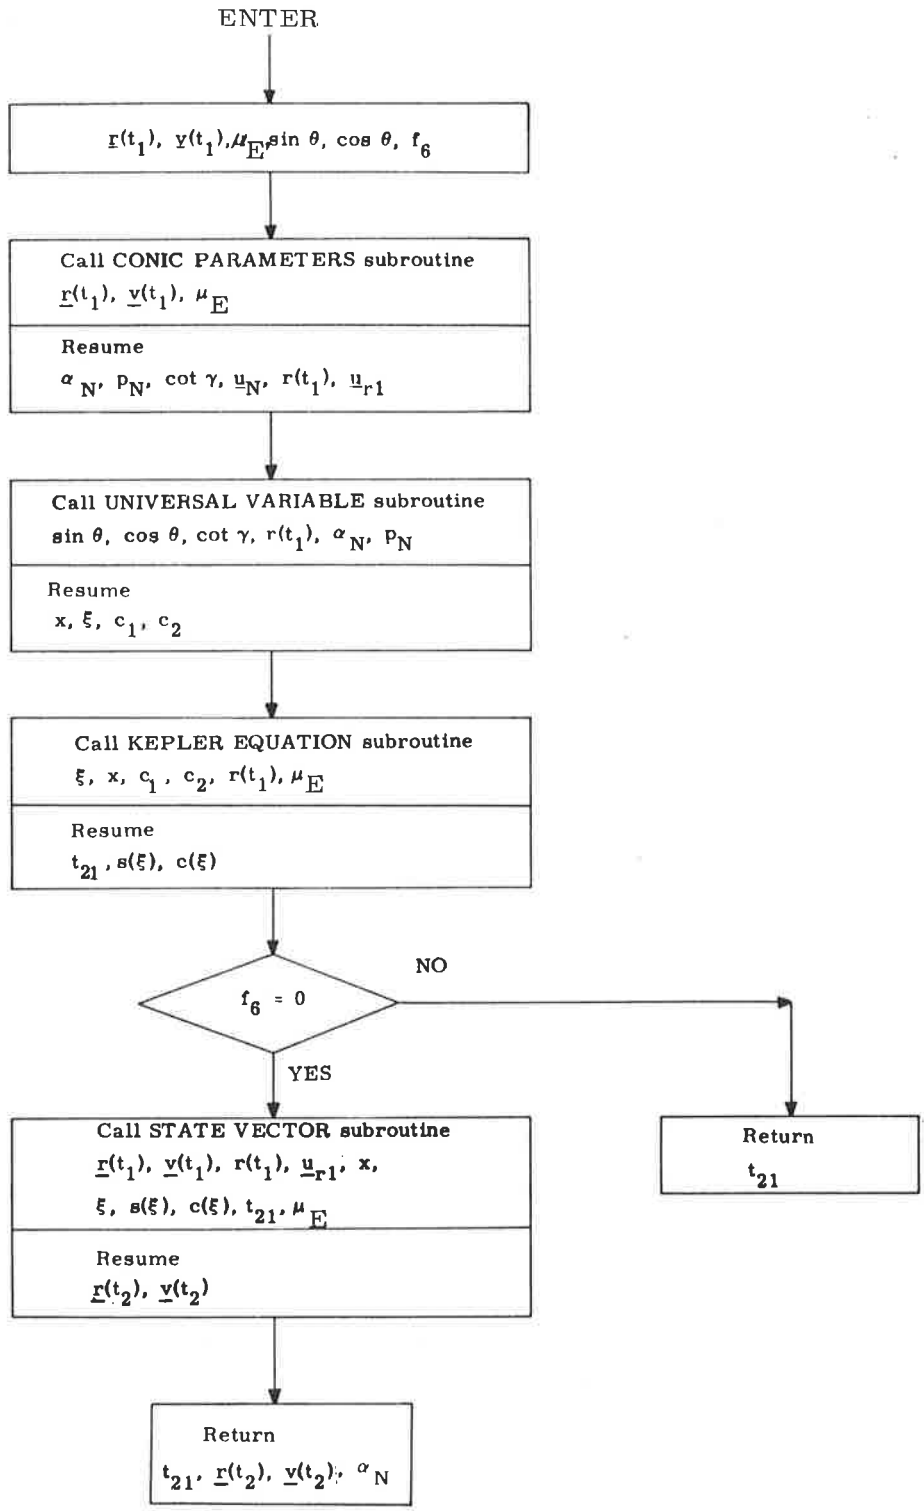 ENTER
r(t1), v(t1), μE, sin θ, cos θ, f6
Call CONIC PARAMETERS subroutine
r(t1), v(t1), μE
Resume
αN, pN, cot γ, uN, r(t1), ur1
Call UNIVERSAL VARIABLE subroutine
sin θ, cos θ, cot γ, r(t1), αN, pN
Resume
x, ξ, c1, c2
Call KEPLER EQUATION subroutine
ξ, x, c1, c2, r(t1), μE
Resume
t21, s(ξ), c(ξ)
f6 = 0
NO
YES
Call STATE VECTOR subroutine
r(t1), v(t1), r(t1), ur1, x,
ξ, s(ξ), c(ξ), t21, μE
Resume
r(t2), v(t2)
Return
t21
Return
t21, r(t2), v(t2), αN